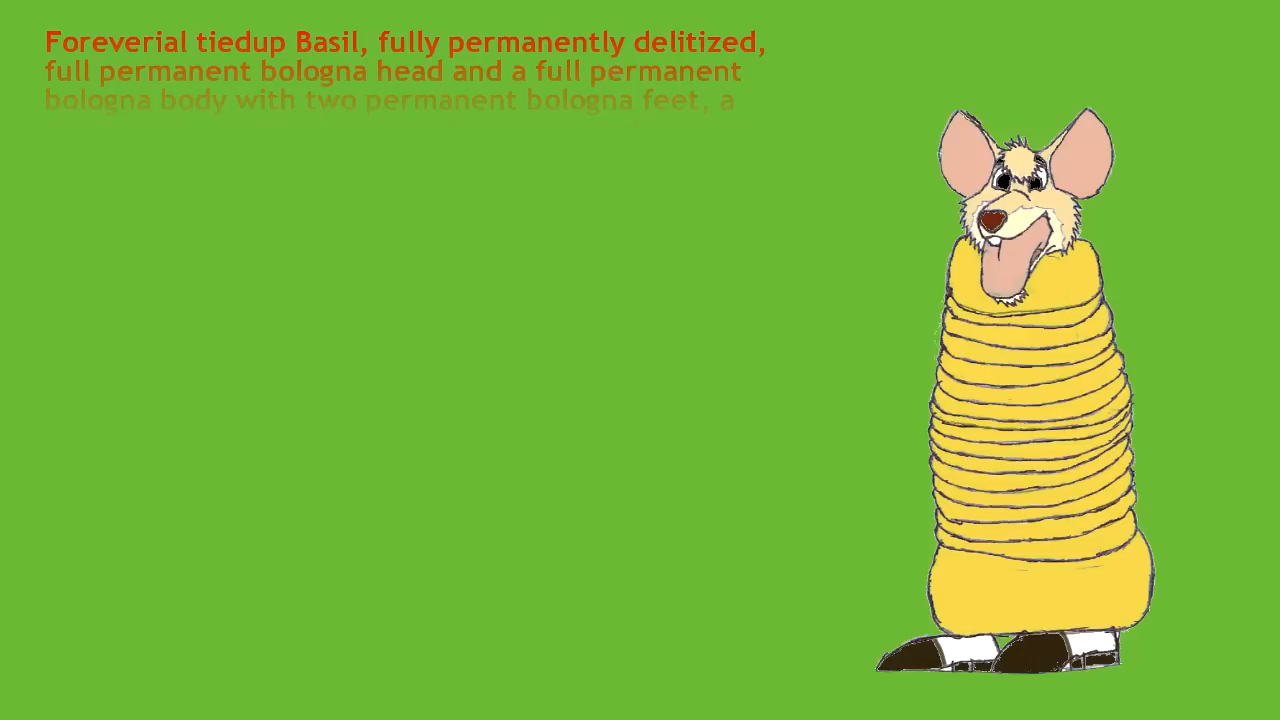 Foreverial tiedup Basil, fully permanently delitized,
full permanent bologna head and a full permanent
bologna body with two permanent bologna feet, a